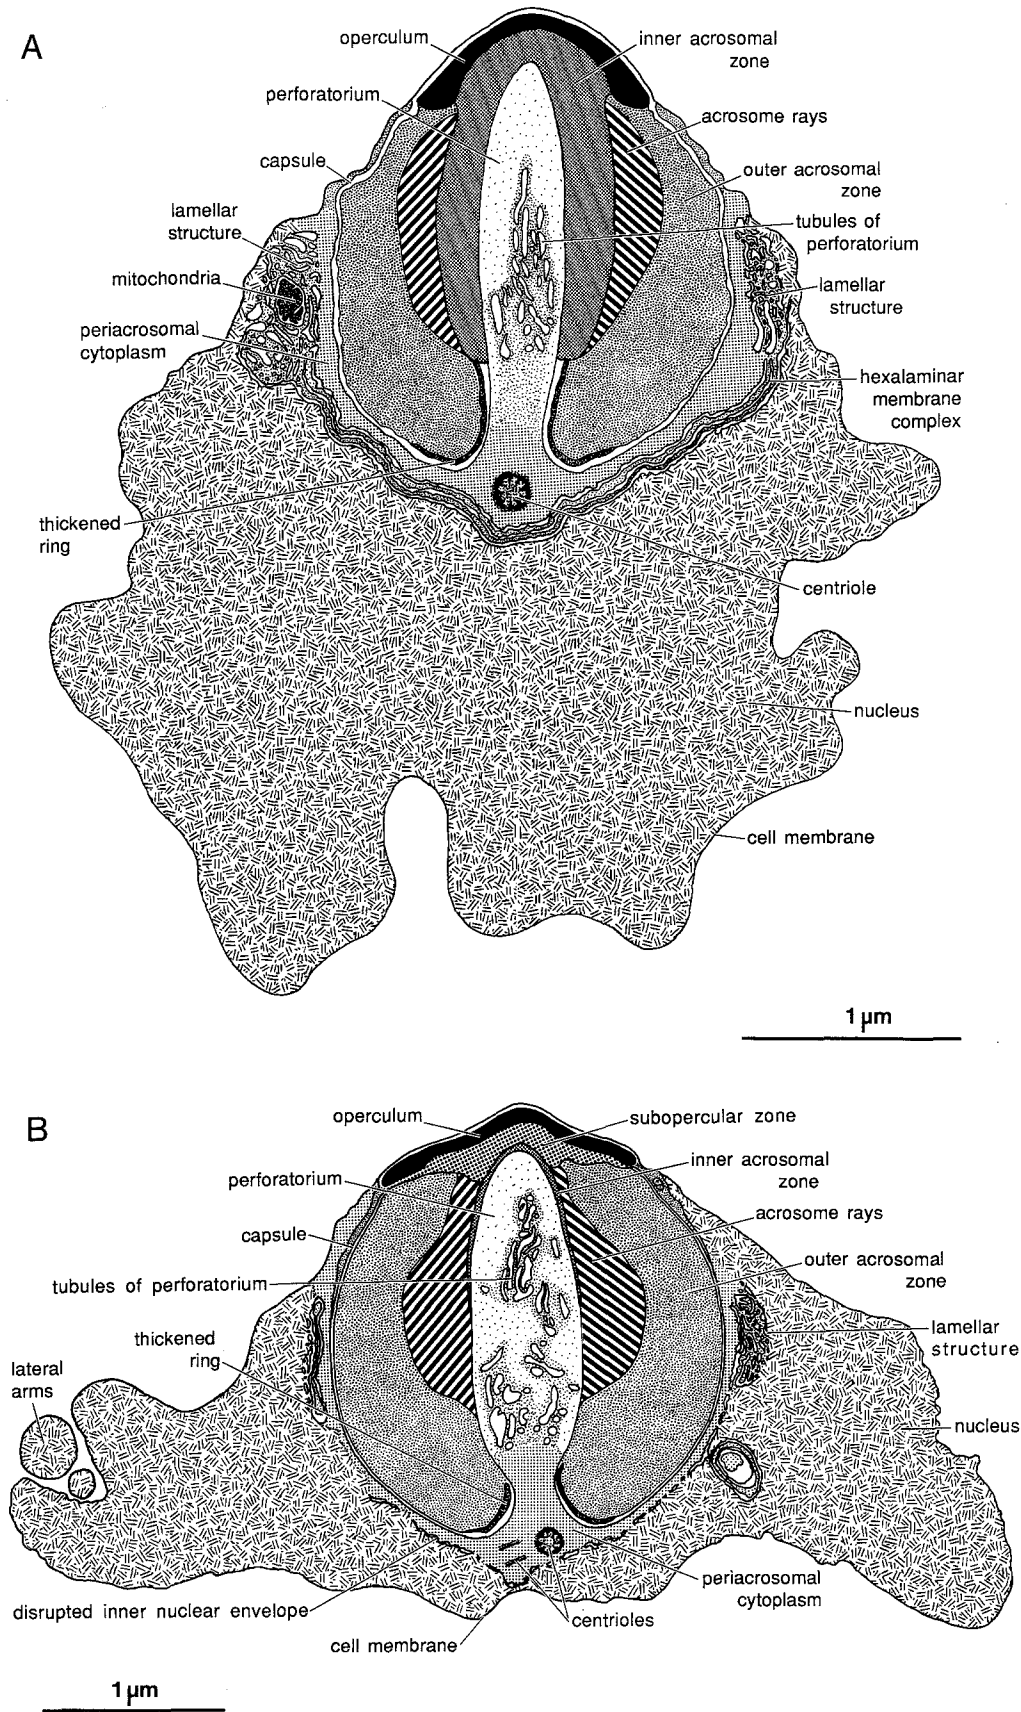 A
operculum
inner acrosomal
zone
perforatorium
acrosome rays
capsule
outer acrosomal
zone
lamellar
structure
tubules of
perforatorium
mitochondria
lamellar
structure
periacrosomal
cytoplasm
hexalaminar
membrane
complex
thickened
ring
centriole
nucleus
cell membrane
1 µm
B
operculum
subopercular zone
inner acrosomal
zone
perforatorium
acrosome rays
capsule
outer acrosomal
zone
tubules of perforatorium
thickened
ring
lamellar
structure
lateral
arms
nucleus
periacrosomal
cytoplasm
disrupted inner nuclear envelope
centrioles
cell membrane
1 µm